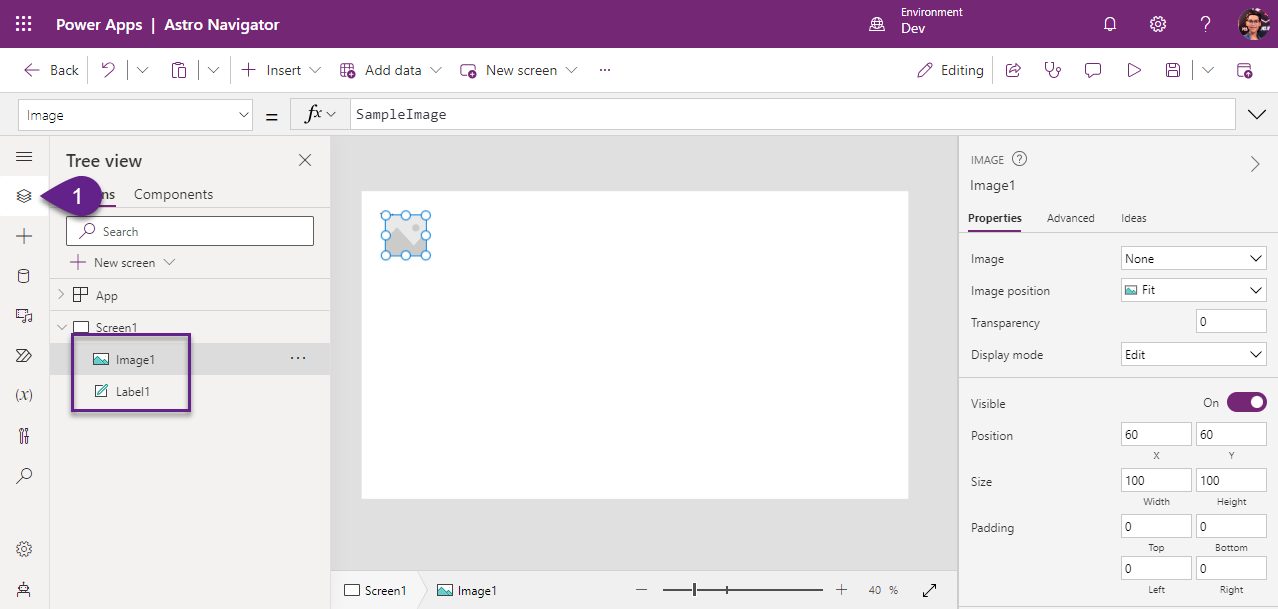 Power Apps | Astro Navigator
Environment
Dev
Back
Insert
Add data
New screen
Editing
Image
=
fx
SampleImage
Tree view
1
ns
Components
Search
New screen
App
Screen1
Image1
Label1
(x)
IMAGE
Image1
Properties
Advanced
Ideas
Image
None
Image position
Fit
Transparency
0
Display mode
Edit
Visible
On
Position
60
60
X
Y
Size
100
100
Width
Height
Padding
0
0
Top
Bottom
0
0
Left
Right
Screen1
Image1
40 %